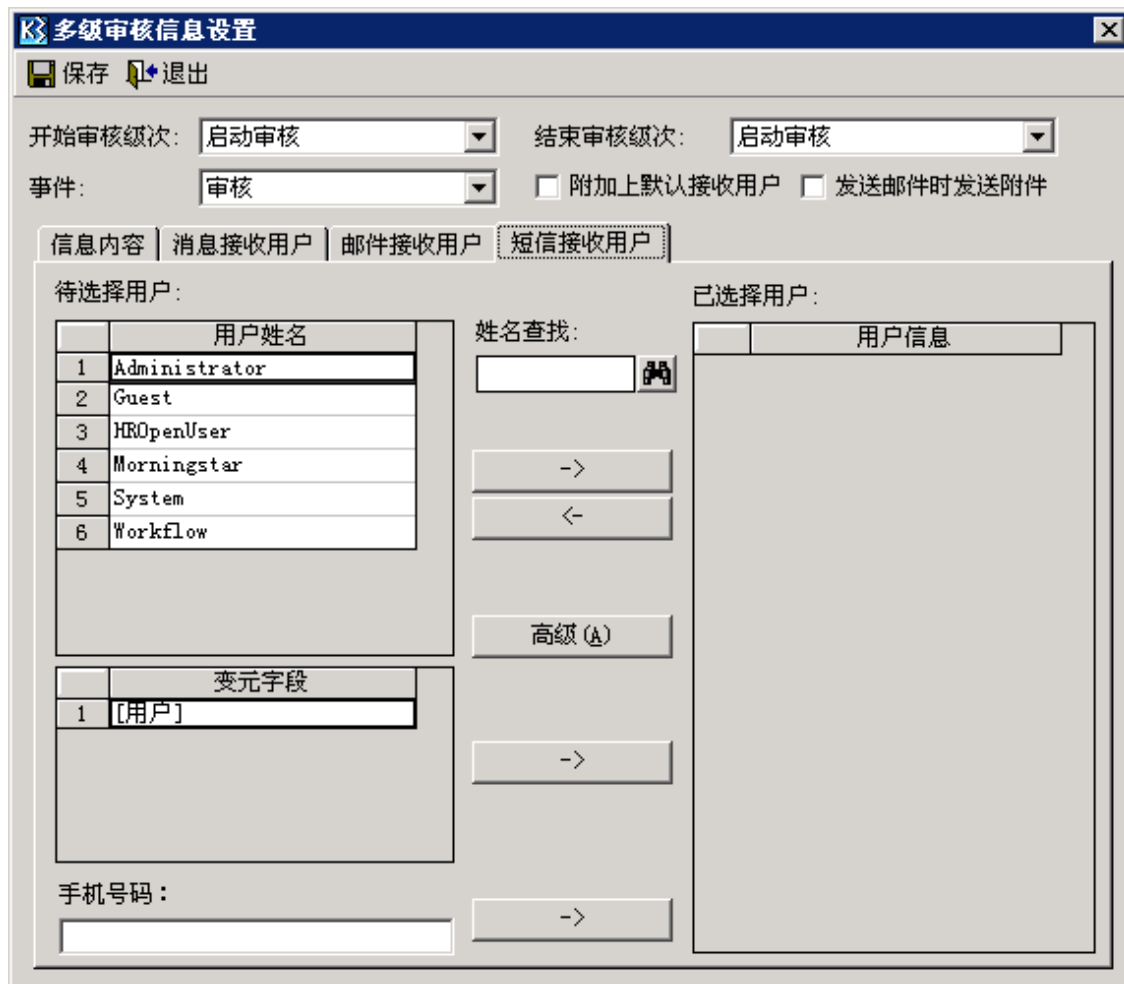 K3 多级审核信息设置
保存 退出
开始审核级次: 启动审核 结束审核级次: 启动审核
事件: 审核 附加上默认接收用户 发送邮件时发送附件
信息内容 消息接收用户 邮件接收用户 短信接收用户
待选择用户: 已选择用户:
用户姓名 姓名查找: 用户信息
1 Administrator
2 Guest
3 HROpenUser
4 Morningstar ->
5 System <-
6 Workflow
高级(A)
变元字段
1 [用户]
->
手机号码：
->